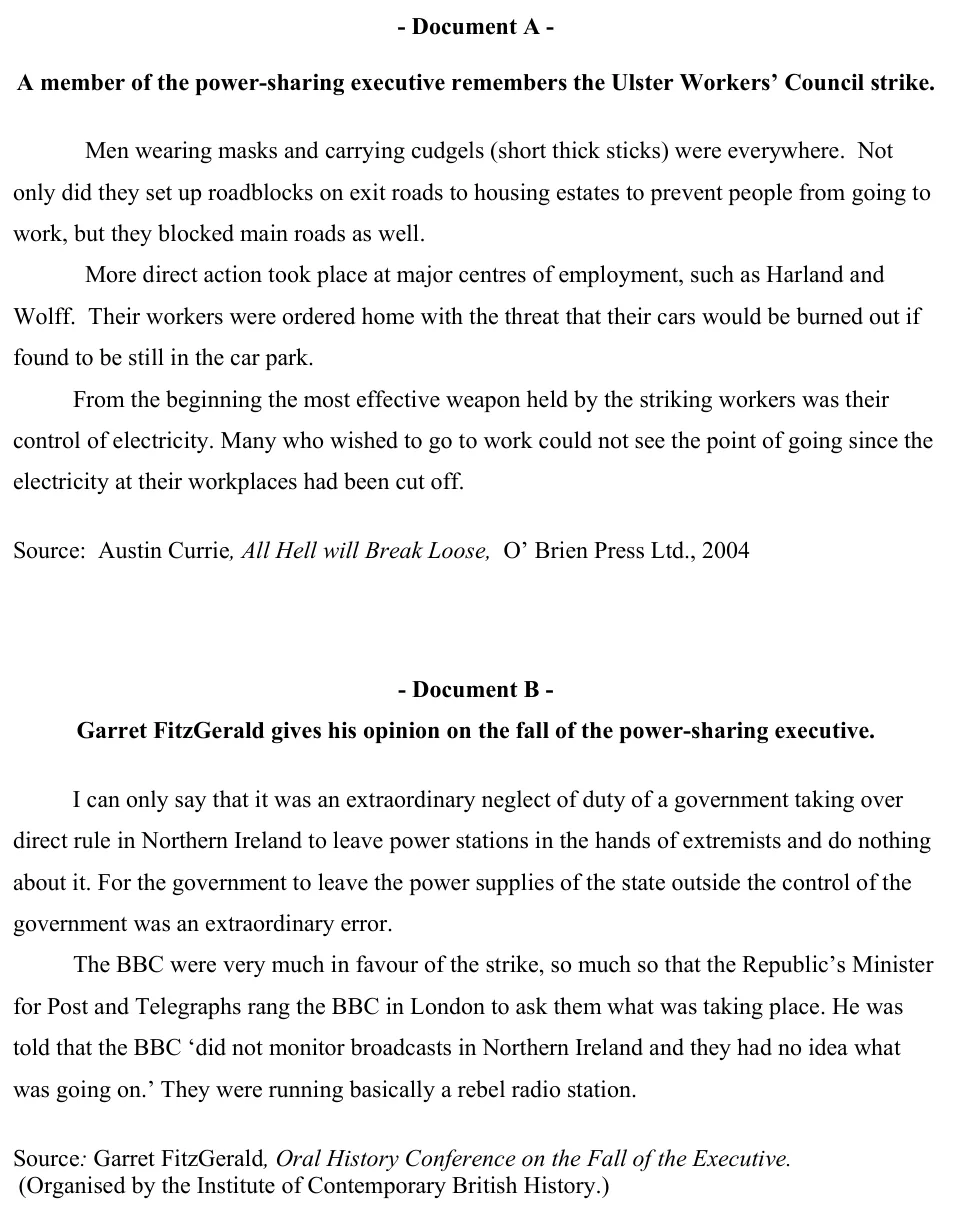 - Document A -
A member of the power-sharing executive remembers the Ulster Workers’ Council strike.
Men wearing masks and carrying cudgels (short thick sticks) were everywhere.  Not
only did they set up roadblocks on exit roads to housing estates to prevent people from going to
work, but they blocked main roads as well.
More direct action took place at major centres of employment, such as Harland and
Wolff.  Their workers were ordered home with the threat that their cars would be burned out if
found to be still in the car park.
From the beginning the most effective weapon held by the striking workers was their
control of electricity. Many who wished to go to work could not see the point of going since the
electricity at their workplaces had been cut off.
Source:  Austin Currie, All Hell will Break Loose,  O’ Brien Press Ltd., 2004
- Document B -
Garret FitzGerald gives his opinion on the fall of the power-sharing executive.
I can only say that it was an extraordinary neglect of duty of a government taking over
direct rule in Northern Ireland to leave power stations in the hands of extremists and do nothing
about it. For the government to leave the power supplies of the state outside the control of the
government was an extraordinary error.
The BBC were very much in favour of the strike, so much so that the Republic’s Minister
for Post and Telegraphs rang the BBC in London to ask them what was taking place. He was
told that the BBC ‘did not monitor broadcasts in Northern Ireland and they had no idea what
was going on.’ They were running basically a rebel radio station.
Source: Garret FitzGerald, Oral History Conference on the Fall of the Executive.
(Organised by the Institute of Contemporary British History.)